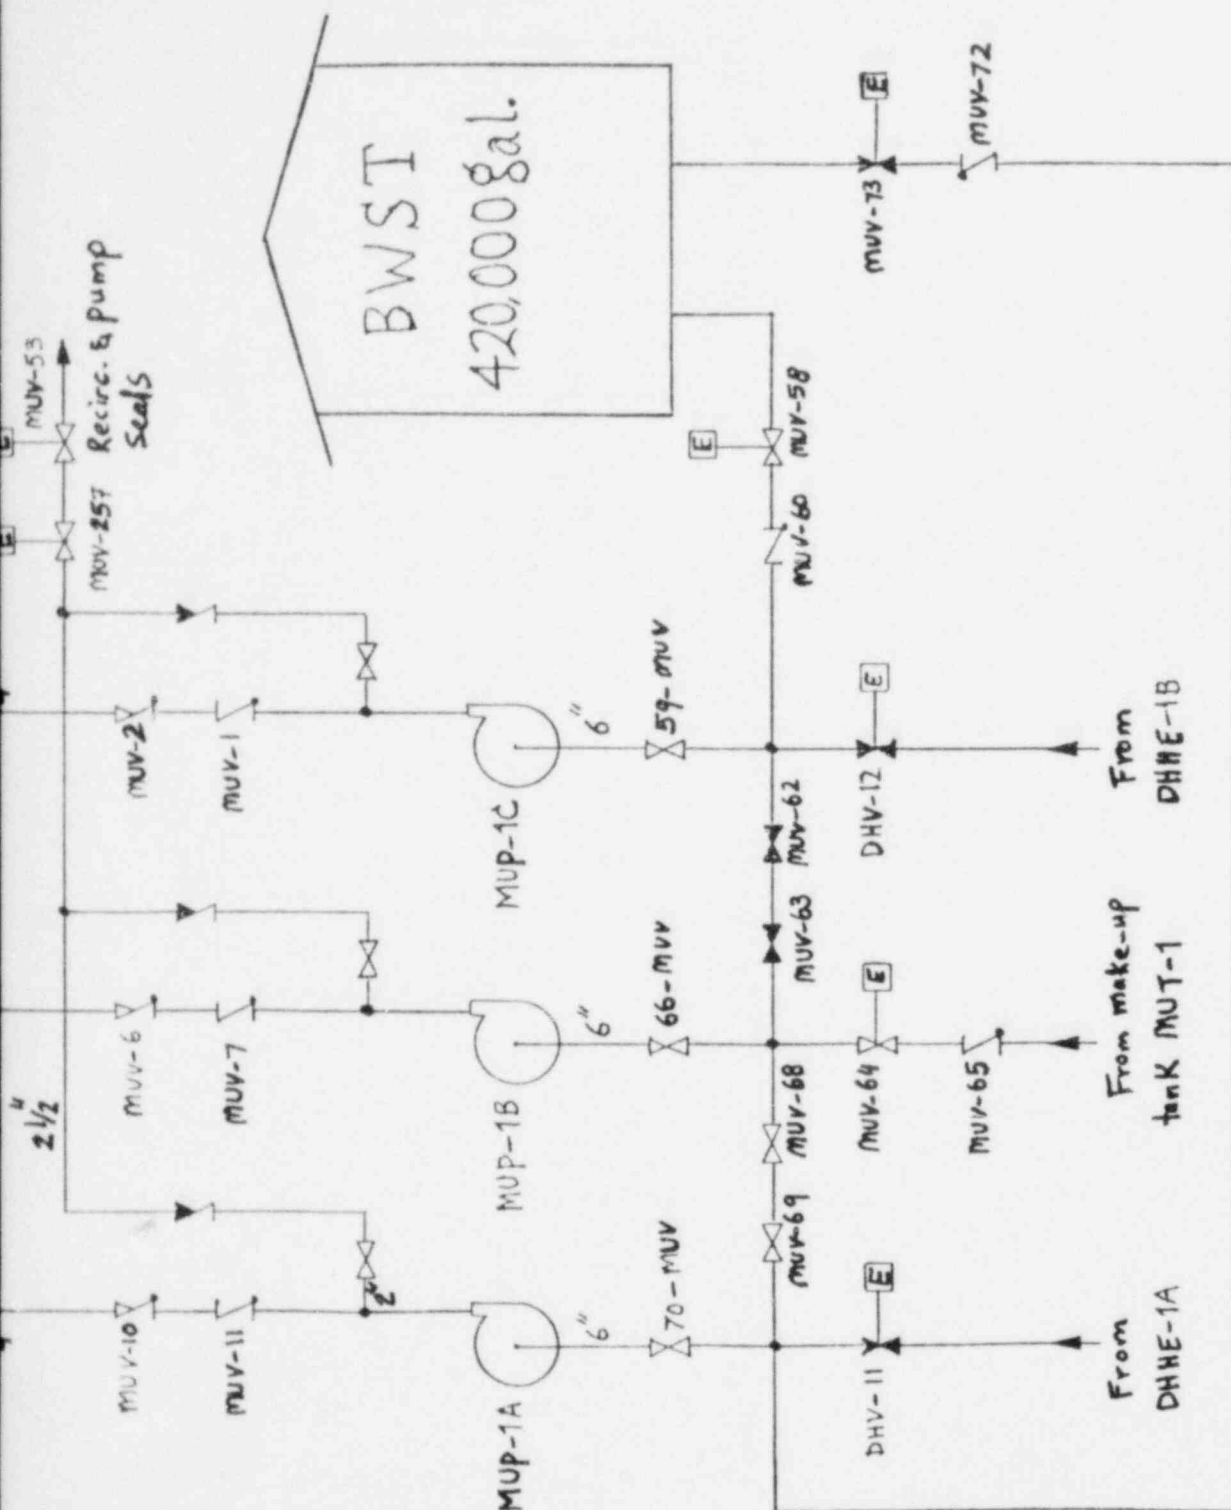 MUV-53
Recirc. & Pump
Seals
MUV-257
BWST
420,000 gal.
E
MUV-72
MUV-73
E
MUV-58
MUV-60
E
E
MUV-2
MUV-1
MUP-1C
6"
59-MUV
MUV-62
DHV-12
E
From
DHHE-1B
MUV-6
MUV-7
MUP-1B
6"
66-MUV
MUV-63
MUV-68
MUV-64
E
MUV-65
From make-up
tank MUT-1
2½"
MUV-10
MUV-11
2"
MUP-1A
6"
70-MUV
MUV-69
DHV-11
E
From
DHHE-1A